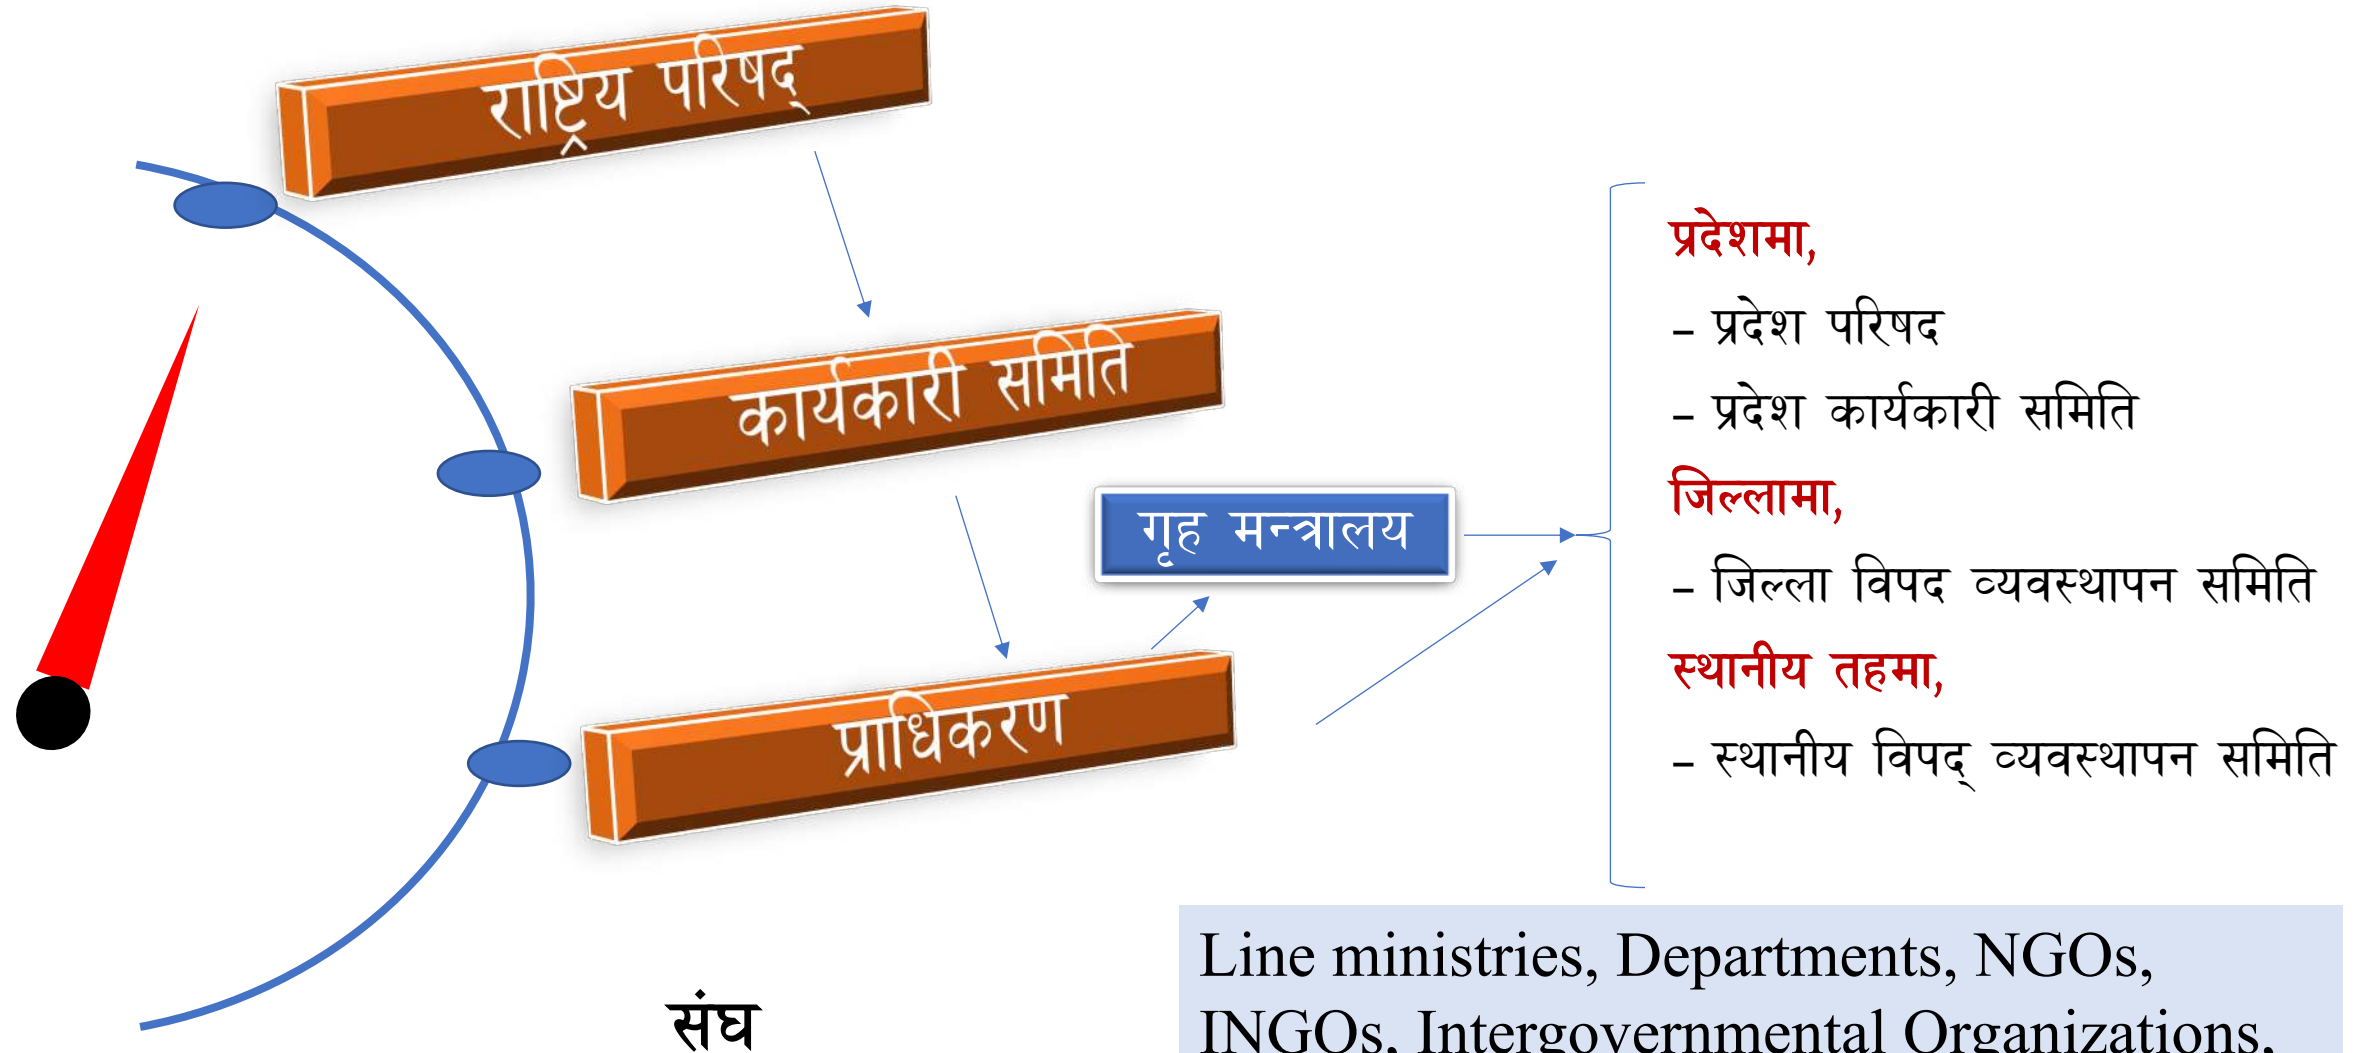 राष्ट्रिय परिषद्
कार्यकारी समिति
गृह मन्त्रालय
प्राधिकरण
संघ
प्रदेशमा,
– प्रदेश परिषद
– प्रदेश कार्यकारी समिति
जिल्लामा,
– जिल्ला विपद व्यवस्थापन समिति
स्थानीय तहमा,
– स्थानीय विपद् व्यवस्थापन समिति
Line ministries, Departments, NGOs,
INGOs, Intergovernmental Organizations,